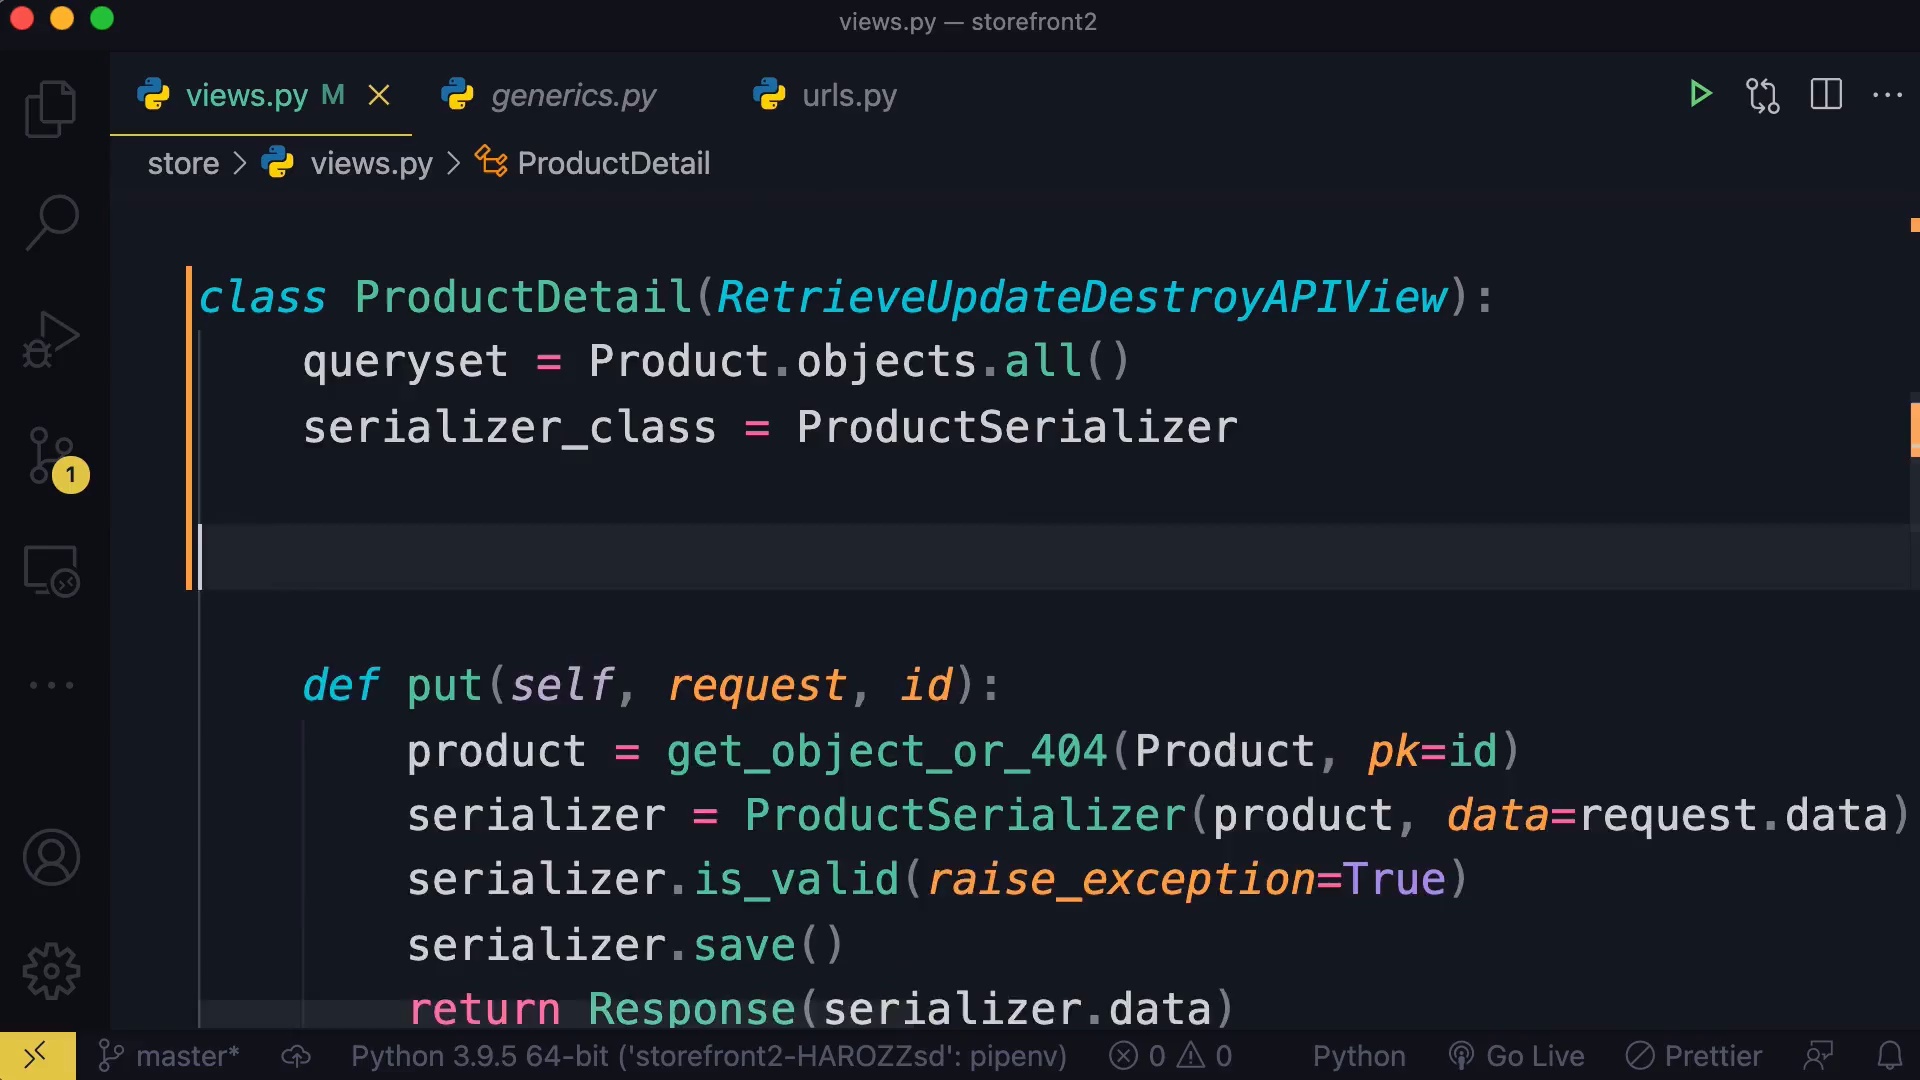 views.py — storefront2
views.py M
generics.py
urls.py
store > views.py > ProductDetail
class ProductDetail(RetrieveUpdateDestroyAPIView):
    queryset = Product.objects.all()
    serializer_class = ProductSerializer
1
    def put(self, request, id):
        product = get_object_or_404(Product, pk=id)
        serializer = ProductSerializer(product, data=request.data)
        serializer.is_valid(raise_exception=True)
        serializer.save()
        return Response(serializer.data)
master* Python 3.9.5 64-bit ('storefront2-HAROZZsd': pipenv) 0 0 Python Go Live Prettier